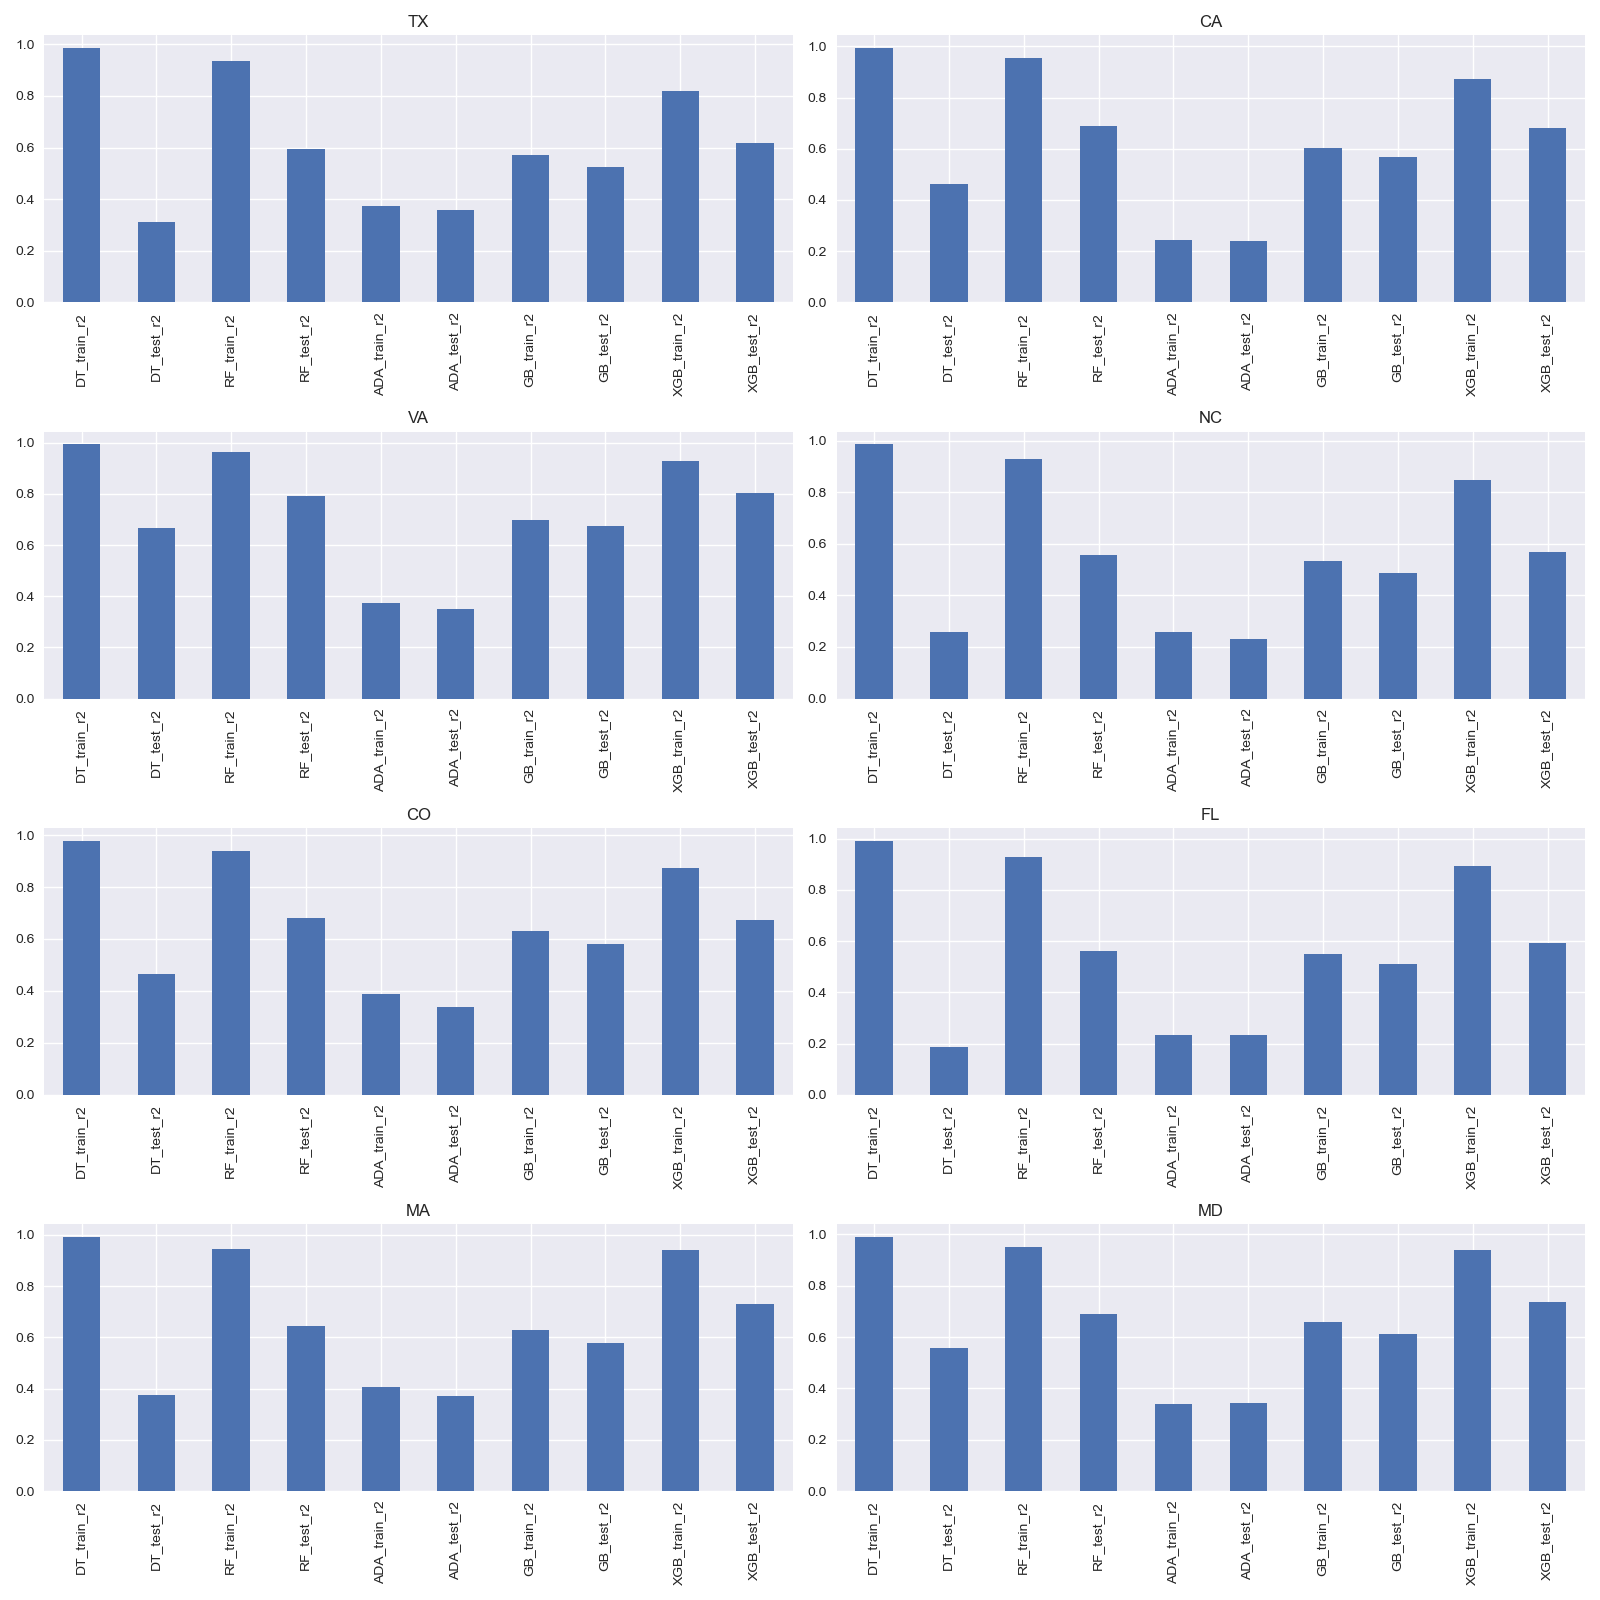 TX
1.0
0.8
0.6
0.4
0.2
0.0
DT_train_r2
DT_test_r2
RF_train_r2
RF_test_r2
ADA_train_r2
ADA_test_r2
GB_train_r2
GB_test_r2
XGB_train_r2
XGB_test_r2
CA
1.0
0.8
0.6
0.4
0.2
0.0
DT_train_r2
DT_test_r2
RF_train_r2
RF_test_r2
ADA_train_r2
ADA_test_r2
GB_train_r2
GB_test_r2
XGB_train_r2
XGB_test_r2
VA
1.0
0.8
0.6
0.4
0.2
0.0
DT_train_r2
DT_test_r2
RF_train_r2
RF_test_r2
ADA_train_r2
ADA_test_r2
GB_train_r2
GB_test_r2
XGB_train_r2
XGB_test_r2
NC
1.0
0.8
0.6
0.4
0.2
0.0
DT_train_r2
DT_test_r2
RF_train_r2
RF_test_r2
ADA_train_r2
ADA_test_r2
GB_train_r2
GB_test_r2
XGB_train_r2
XGB_test_r2
CO
1.0
0.8
0.6
0.4
0.2
0.0
DT_train_r2
DT_test_r2
RF_train_r2
RF_test_r2
ADA_train_r2
ADA_test_r2
GB_train_r2
GB_test_r2
XGB_train_r2
XGB_test_r2
FL
1.0
0.8
0.6
0.4
0.2
0.0
DT_train_r2
DT_test_r2
RF_train_r2
RF_test_r2
ADA_train_r2
ADA_test_r2
GB_train_r2
GB_test_r2
XGB_train_r2
XGB_test_r2
MA
1.0
0.8
0.6
0.4
0.2
0.0
DT_train_r2
DT_test_r2
RF_train_r2
RF_test_r2
ADA_train_r2
ADA_test_r2
GB_train_r2
GB_test_r2
XGB_train_r2
XGB_test_r2
MD
1.0
0.8
0.6
0.4
0.2
0.0
DT_train_r2
DT_test_r2
RF_train_r2
RF_test_r2
ADA_train_r2
ADA_test_r2
GB_train_r2
GB_test_r2
XGB_train_r2
XGB_test_r2